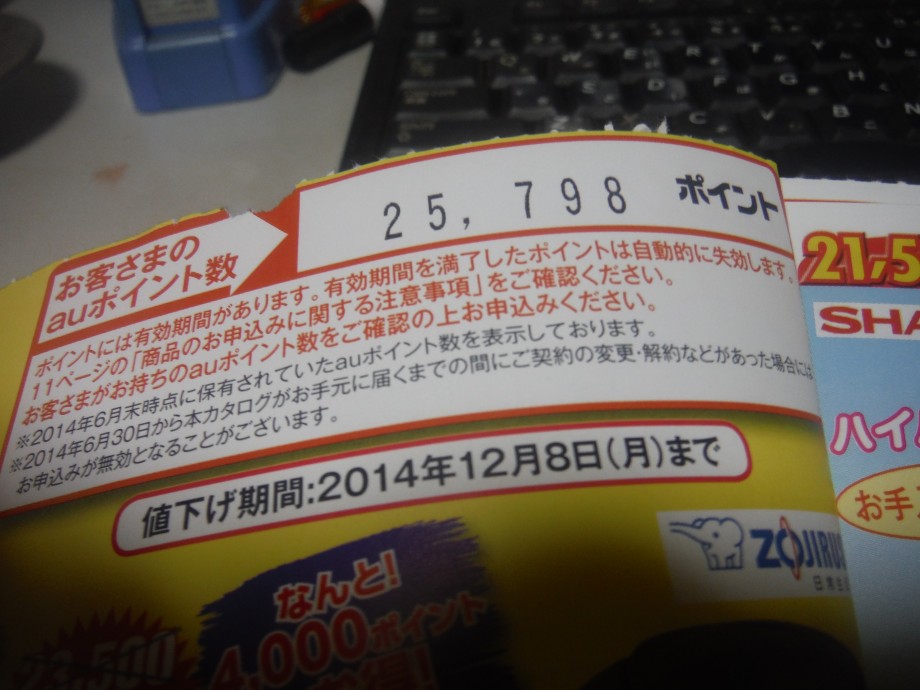 25,798 ポイント
お客さまの
auポイント数
ポイントには有効期間があります。有効期間を満了したポイントは自動的に失効します。
11ページの「商品のお申込みに関する注意事項」をご確認ください。
お客さまがお持ちのauポイント数をご確認の上お申込みください。
※2014年6月末時点に保有されていたauポイント数を表示しております。
※2014年6月30日から本カタログがお手元に届くまでの間にご契約の変更・解約などがあった場合には
お申込みが無効となることがございます。
値下げ期間:2014年12月8日(月)まで
なんと!
4,000ポイント
ZOJIRU
21,5
SHA
ハイ
お手
W E R T Y U
S D F G H
C V B N